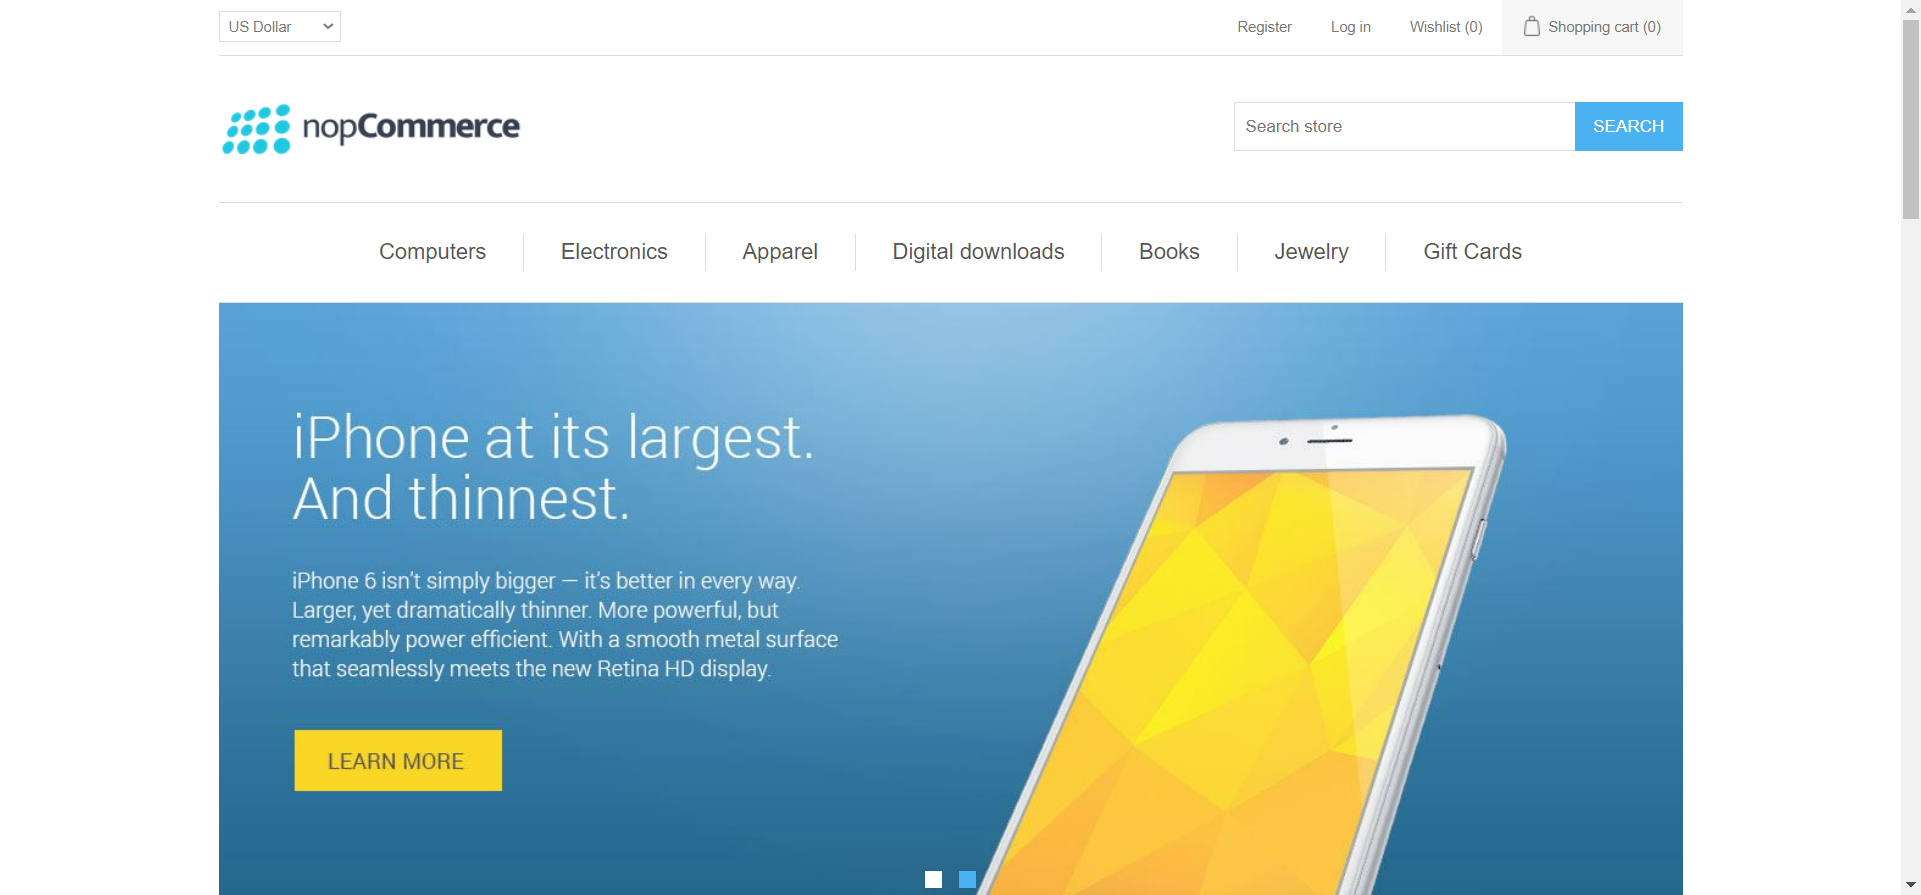 US Dollar
Register
Log in
Wishlist (0)
Shopping cart (0)
nopCommerce
Search store
SEARCH
Computers
Electronics
Apparel
Digital downloads
Books
Jewelry
Gift Cards
iPhone at its largest.
And thinnest.
iPhone 6 isn't simply bigger — it's better in every way.
Larger, yet dramatically thinner. More powerful, but
remarkably power efficient. With a smooth metal surface
that seamlessly meets the new Retina HD display.
LEARN MORE